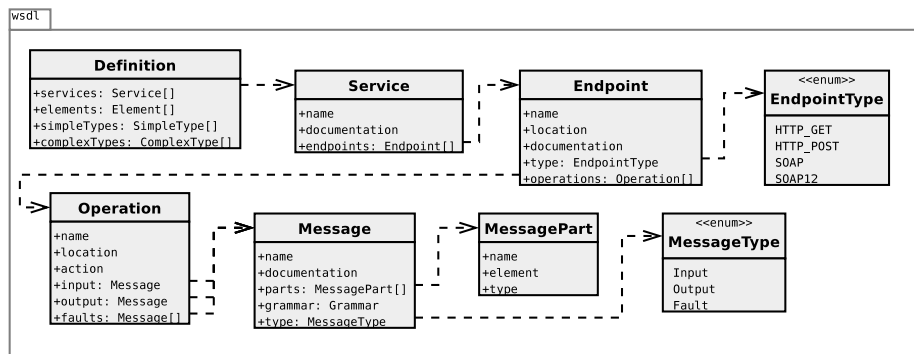 wsdl
Definition
+services: Service[]
+elements: Element[]
+simpleTypes: SimpleType[]
+complexTypes: ComplexType[]
Service
+name
+documentation
+endpoints: Endpoint[]
Endpoint
+name
+location
+documentation
+type: EndpointType
+operations: Operation[]
<<enum>>
EndpointType
HTTP_GET
HTTP_POST
SOAP
SOAP12
Operation
+name
+location
+action
+input: Message
+output: Message
+faults: Message[]
Message
+name
+documentation
+parts: MessagePart[]
+grammar: Grammar
+type: MessageType
MessagePart
+name
+element
+type
<<enum>>
MessageType
Input
Output
Fault